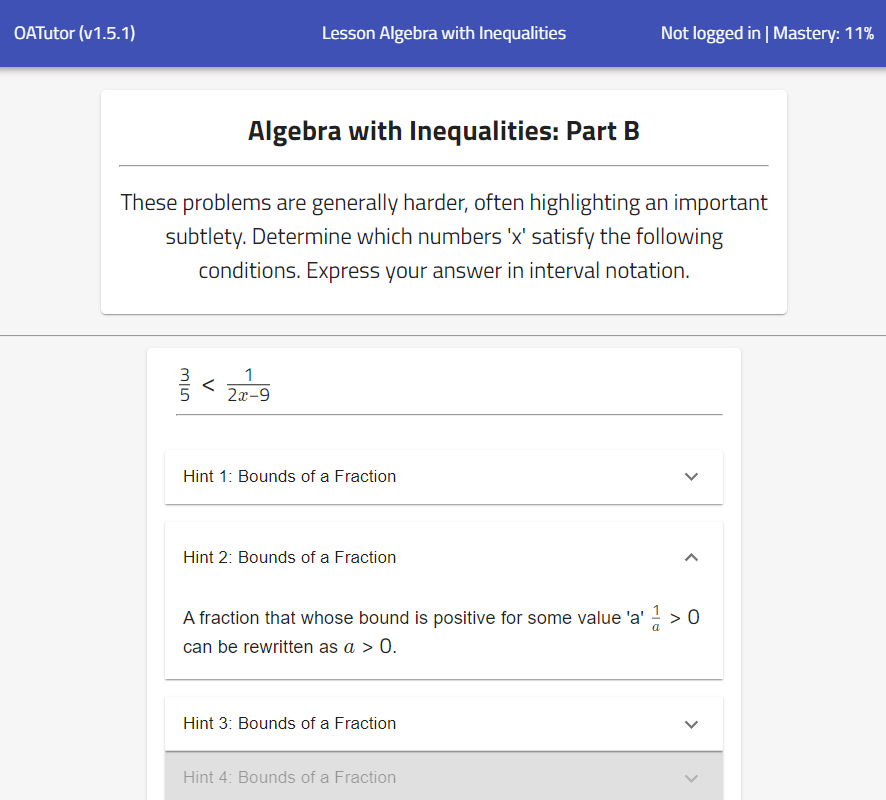 OATutor (v1.5.1) Lesson Algebra with Inequalities Not logged in | Mastery: 11%
Algebra with Inequalities: Part B
These problems are generally harder, often highlighting an important
subtlety. Determine which numbers 'x' satisfy the following
conditions. Express your answer in interval notation.
3/5 < 1/(2x−9)
Hint 1: Bounds of a Fraction
Hint 2: Bounds of a Fraction
A fraction that whose bound is positive for some value 'a' 1/a > 0
can be rewritten as a > 0.
Hint 3: Bounds of a Fraction
Hint 4: Bounds of a Fraction